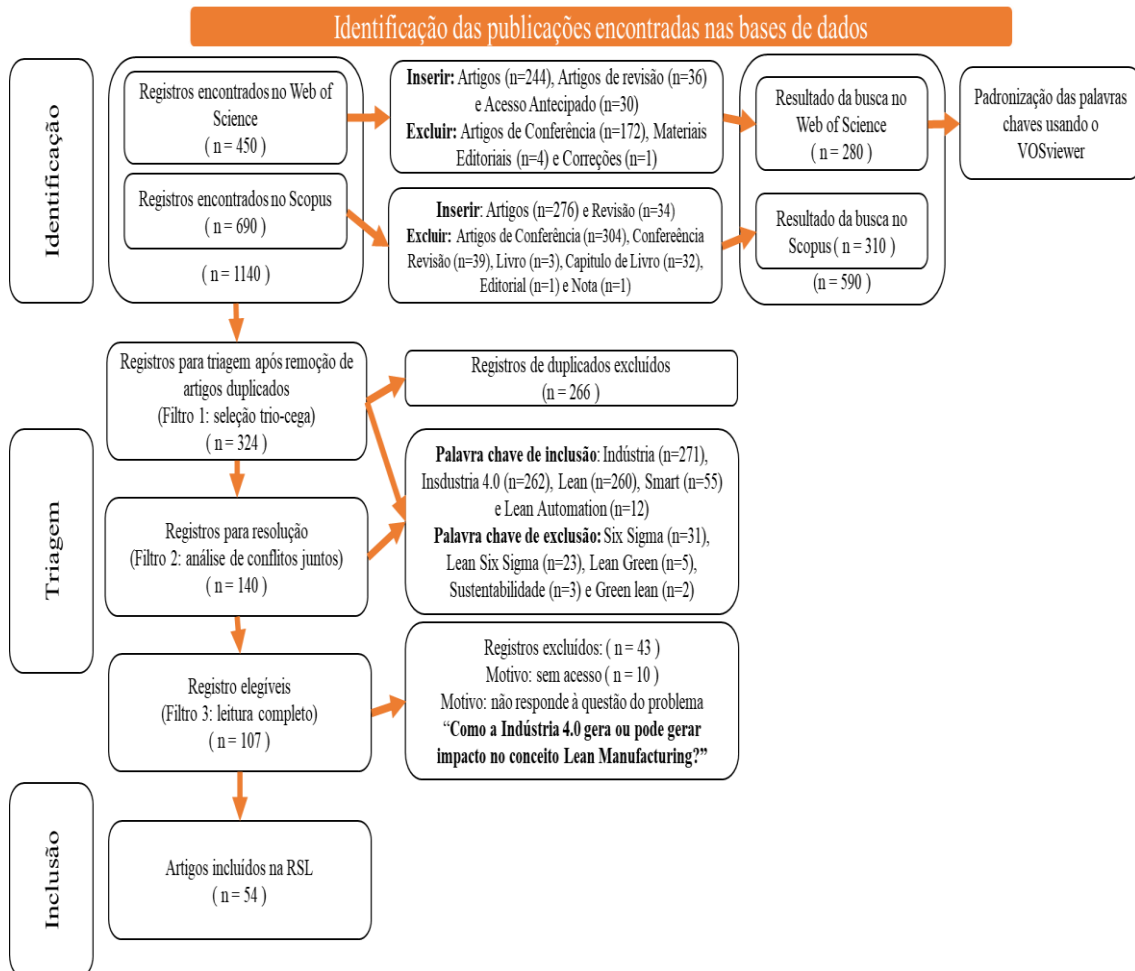 Identificação das publicações encontradas nas bases de dados
Identificação
Registros encontrados no Web of
Science
( n = 450)
Registros encontrados no Scopus
( n = 690)
( n = 1140)
Inserir: Artigos (n=244), Artigos de revisão (n=36)
e Acesso Antecipado (n=30)
Excluir: Artigos de Conferência (n=172), Materiais
Editoriais (n=4) e Correções (n=1)
Inserir: Artigos (n=276) e Revisão (n=34)
Excluir: Artigos de Conferência (n=304), Confereência
Revisão (n=39), Livro (n=3), Capitulo de Livro (n=32),
Editorial (n=1) e Nota (n=1)
Resultado da busca no
Web of Science
( n = 280)
Resultado da busca no
Scopus ( n = 310)
(n = 590)
Padronização das palavras
chaves usando o
VOSviewer
Triagem
Registros para triagem após remoção de
artigos duplicados
(Filtro 1: seleção trio-cega)
( n = 324)
Registros de duplicados excluídos
(n = 266 )
Registros para resolução
(Filtro 2: análise de conflitos juntos)
( n = 140)
Palavra chave de inclusão: Indústria (n=271),
Insdustria 4.0 (n=262), Lean (n=260), Smart (n=55)
e Lean Automation (n=12)
Palavra chave de exclusão: Six Sigma (n=31),
Lean Six Sigma (n=23), Lean Green (n=5),
Sustentabilidade (n=3) e Green lean (n=2)
Registro elegíveis
(Filtro 3: leitura completo)
( n = 107)
Registros excluídos: ( n = 43)
Motivo: sem acesso ( n = 10)
Motivo: não responde à questão do problema
“Como a Indústria 4.0 gera ou pode gerar
impacto no conceito Lean Manufacturing?”
Inclusão
Artigos incluídos na RSL
( n = 54 )